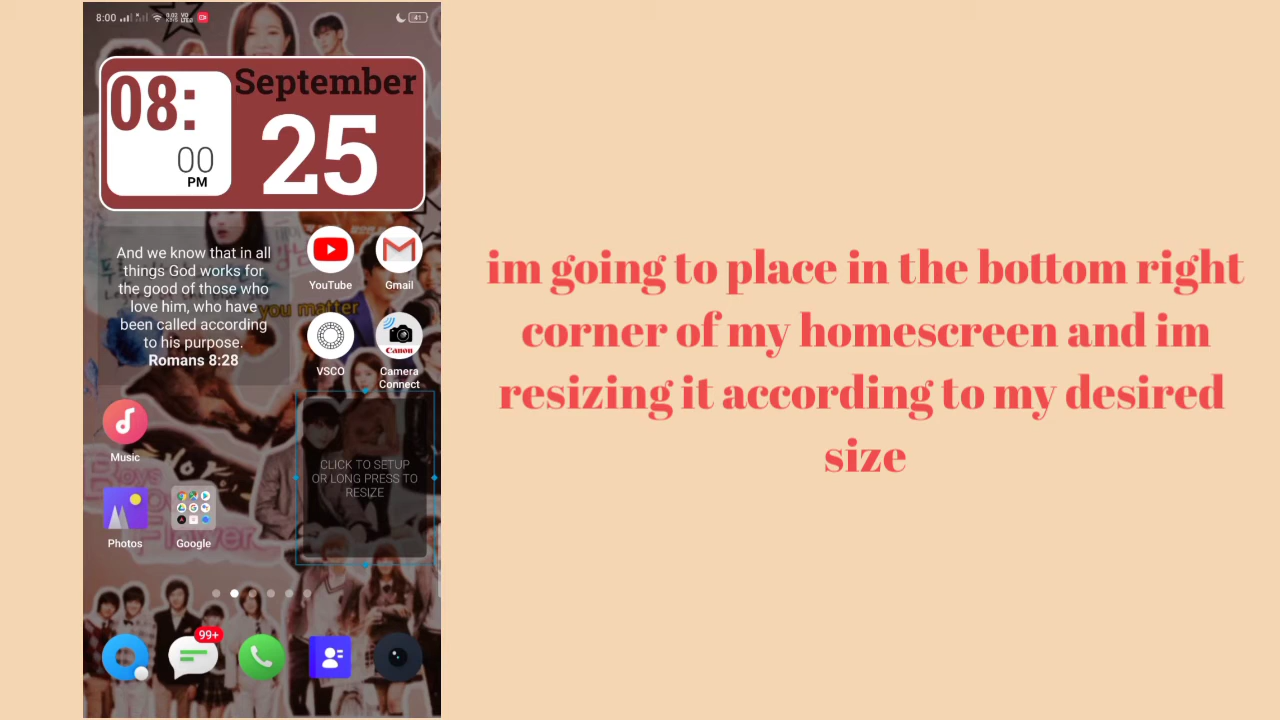 8:00
41
08:
00
PM
September
25
And we know that in all
things God works for
the good of those who
love him, who have
been called according
to his purpose.
Romans 8:28
you matter
YouTube
Gmail
VSCO
Canon
Camera
Connect
Music
CLICK TO SETUP
OR LONG PRESS TO
RESIZE
Boys
Flower
Photos
Google
99+
im going to place in the bottom right
corner of my homescreen and im
resizing it according to my desired
size